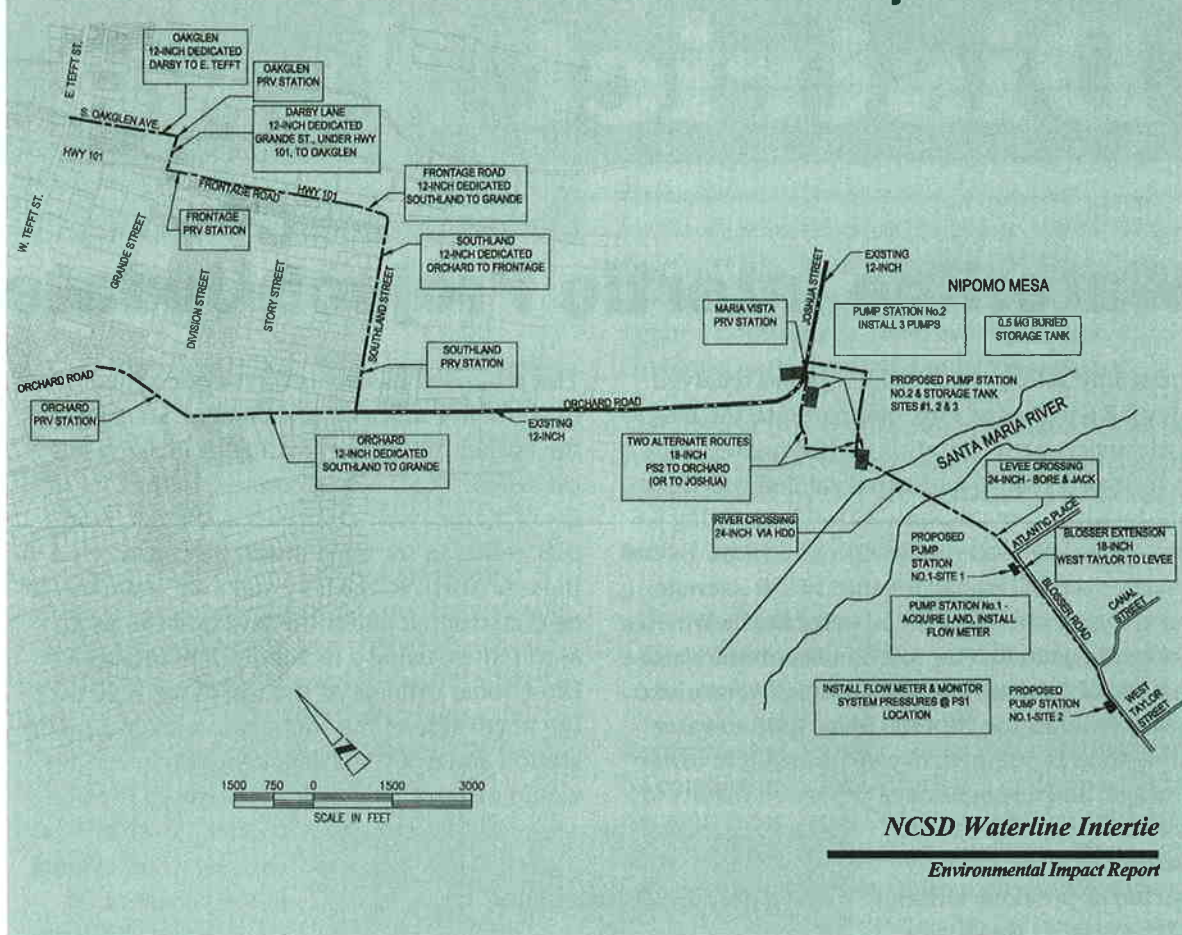 OAKGLEN
12-INCH DEDICATED
DARBY TO E. TEFFT
E. TEFFT ST.
OAKGLEN
PRV STATION
S. OAKGLEN AVE.
DARBY LANE
12-INCH DEDICATED
GRANDE ST., UNDER HWY
101, TO OAKGLEN
HWY 101
FRONTAGE ROAD
HWY 101
FRONTAGE ROAD
12-INCH DEDICATED
SOUTHLAND TO GRANDE
FRONTAGE
PRV STATION
W. TEFFT ST.
GRANDE STREET
DIVISION STREET
STORY STREET
SOUTHLAND STREET
SOUTHLAND
12-INCH DEDICATED
ORCHARD TO FRONTAGE
EXISTING
12-INCH
JOSHUA STREET
NIPOMO MESA
MARIA VISTA
PRV STATION
PUMP STATION No.2
INSTALL 3 PUMPS
0.5 MG BURIED
STORAGE TANK
SOUTHLAND
PRV STATION
ORCHARD ROAD
ORCHARD
PRV STATION
ORCHARD ROAD
EXISTING
12-INCH
PROPOSED PUMP STATION
NO.2 & STORAGE TANK
SITES #1, 2 & 3
ORCHARD
12-INCH DEDICATED
SOUTHLAND TO GRANDE
TWO ALTERNATE ROUTES
18-INCH
PS2 TO ORCHARD
(OR TO JOSHUA)
SANTA MARIA RIVER
LEVEE CROSSING
24-INCH - BORE & JACK
RIVER CROSSING
24-INCH VIA HDD
ATLANTIC PLACE
PROPOSED
PUMP
STATION
NO.1-SITE 1
BLOSSER EXTENSION
18-INCH
WEST TAYLOR TO LEVEE
BLOSSER ROAD
CANAL
STREET
PUMP STATION No.1 -
ACQUIRE LAND, INSTALL
FLOW METER
INSTALL FLOW METER & MONITOR
SYSTEM PRESSURES @ PS1
LOCATION
PROPOSED
PUMP STATION
NO.1-SITE 2
WEST
TAYLOR
STREET
1500 750 0 1500 3000
SCALE IN FEET
NCSD Waterline Intertie
Environmental Impact Report